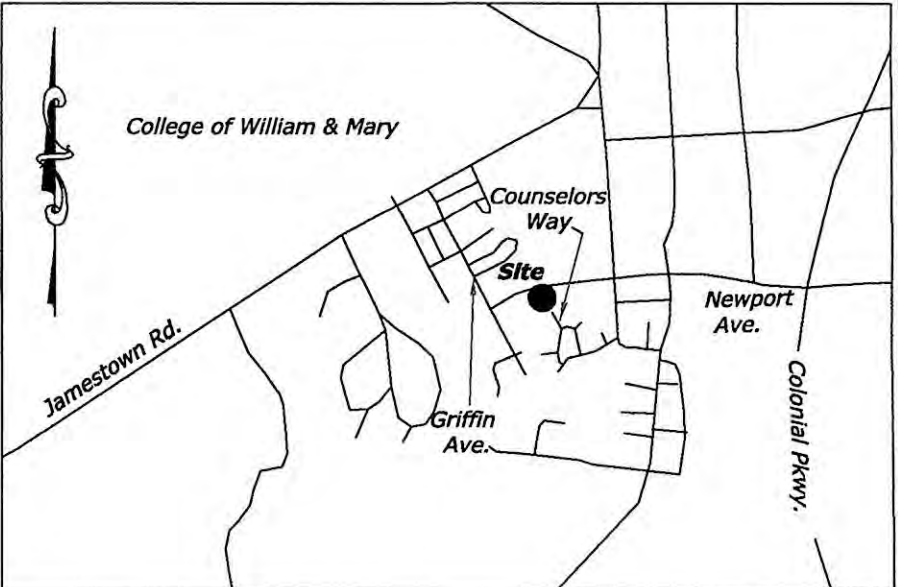 College of William & Mary
Counselors
Way
Site
Newport
Ave.
Jamestown Rd.
Griffin
Ave.
Colonial Pkwy.